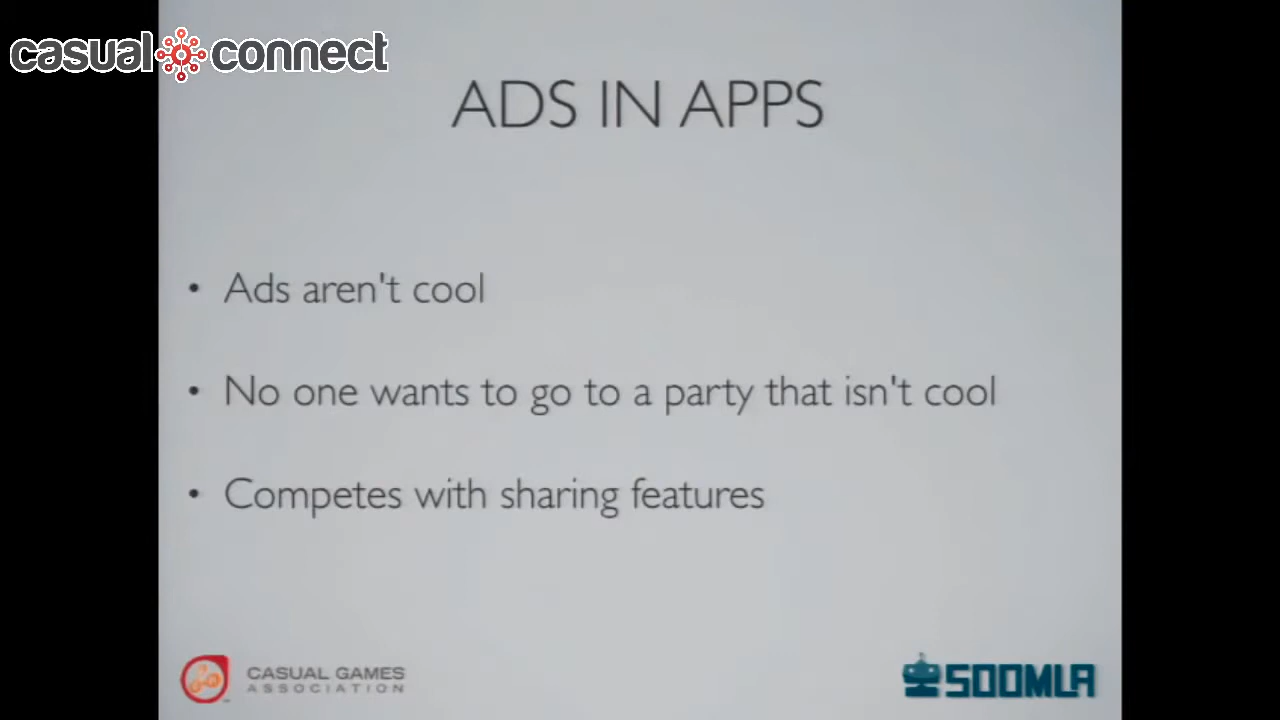 casual connect
ADS IN APPS
• Ads aren't cool
• No one wants to go to a party that isn't cool
• Competes with sharing features
CASUAL GAMES
ASSOCIATION
SOOMLA